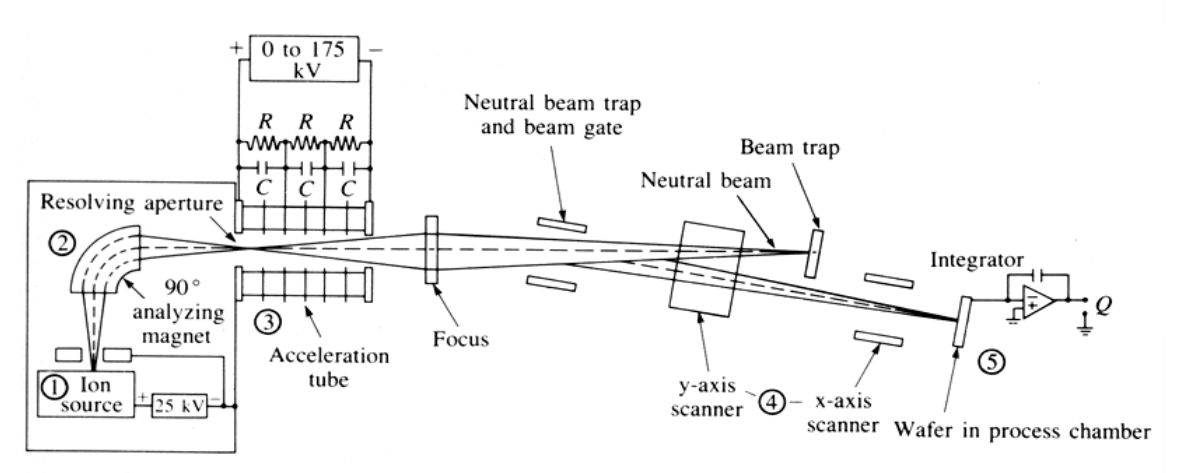 + 0 to 175 −
kV
R R R
C C C
Neutral beam trap
and beam gate
Beam trap
Neutral beam
Resolving aperture
②
90°
analyzing
magnet
③
Acceleration
tube
Focus
Integrator
− +
Q
① Ion
source
+ 25 kV −
y-axis
scanner
④
x-axis
scanner
⑤
Wafer in process chamber